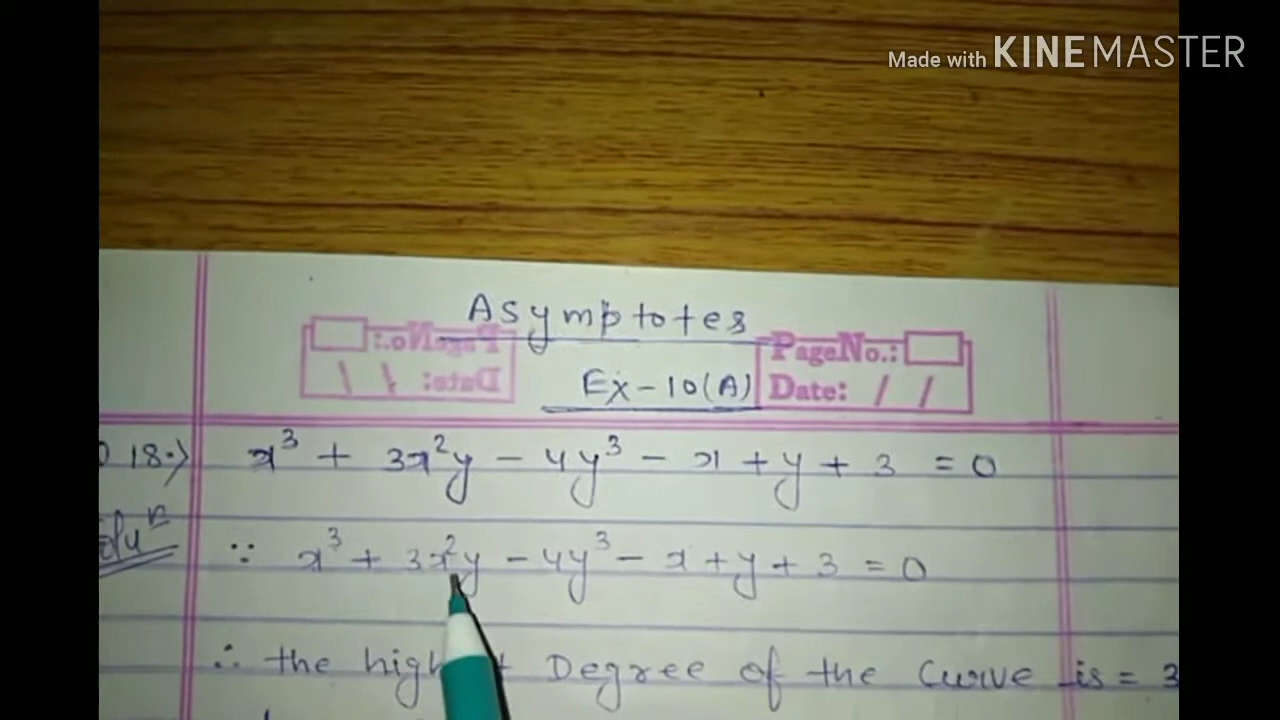 Made with KINEMASTER
Asymptotes
PageNo.:
Ex-10(A)
Date: / /
18.) x³ + 3x²y - 4y³ - x + y + 3 = 0
∵ x³ + 3x²y - 4y³ - x + y + 3 = 0
∴ the Degree of the Curve is = 3